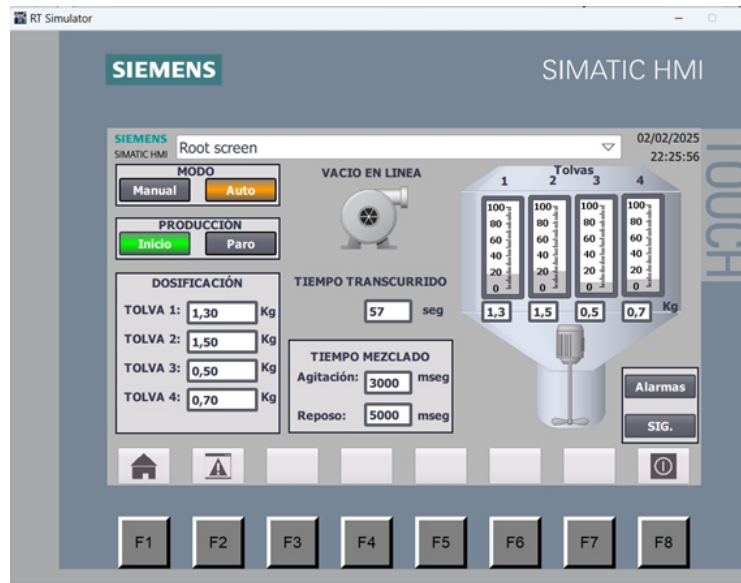 RT Simulator
SIEMENS
SIMATIC HMI
TOUCH
SIEMENS
SIMATIC HMI
Root screen
02/02/2025
22:25:56
MODO
Manual Auto
PRODUCCIÓN
Inicio Paro
DOSIFICACIÓN
TOLVA 1: 1,30 Kg
TOLVA 2: 1,50 Kg
TOLVA 3: 0,50 Kg
TOLVA 4: 0,70 Kg
VACIO EN LINEA
TIEMPO TRANSCURRIDO
57 seg
TIEMPO MEZCLADO
Agitación: 3000 mseg
Reposo: 5000 mseg
Tolvas
1 2 3 4
100 100 100 100
80 80 80 80
60 60 60 60
40 40 40 40
20 20 20 20
0 0 0 0
1,3 1,5 0,5 0,7 Kg
Alarmas
SIG.
F1 F2 F3 F4 F5 F6 F7 F8